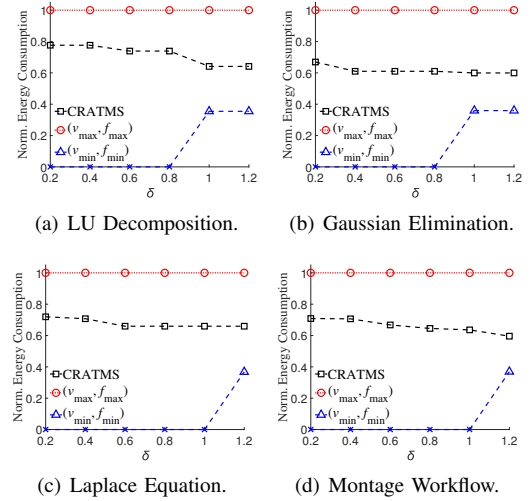 Norm. Energy Consumption
1
0.8
0.6
0.4
0.2
0
CRATMS
(v_max, f_max)
(v_min, f_min)
0.2 0.4 0.6 0.8 1 1.2
δ
(a) LU Decomposition.
Norm. Energy Consumption
1
0.8
0.6
0.4
0.2
0
CRATMS
(v_max, f_max)
(v_min, f_min)
0.2 0.4 0.6 0.8 1 1.2
δ
(b) Gaussian Elimination.
Norm. Energy Consumption
1
0.8
0.6
0.4
0.2
0
CRATMS
(v_max, f_max)
(v_min, f_min)
0.2 0.4 0.6 0.8 1 1.2
δ
(c) Laplace Equation.
Norm. Energy Consumption
1
0.8
0.6
0.4
0.2
0
CRATMS
(v_max, f_max)
(v_min, f_min)
0.2 0.4 0.6 0.8 1 1.2
δ
(d) Montage Workflow.